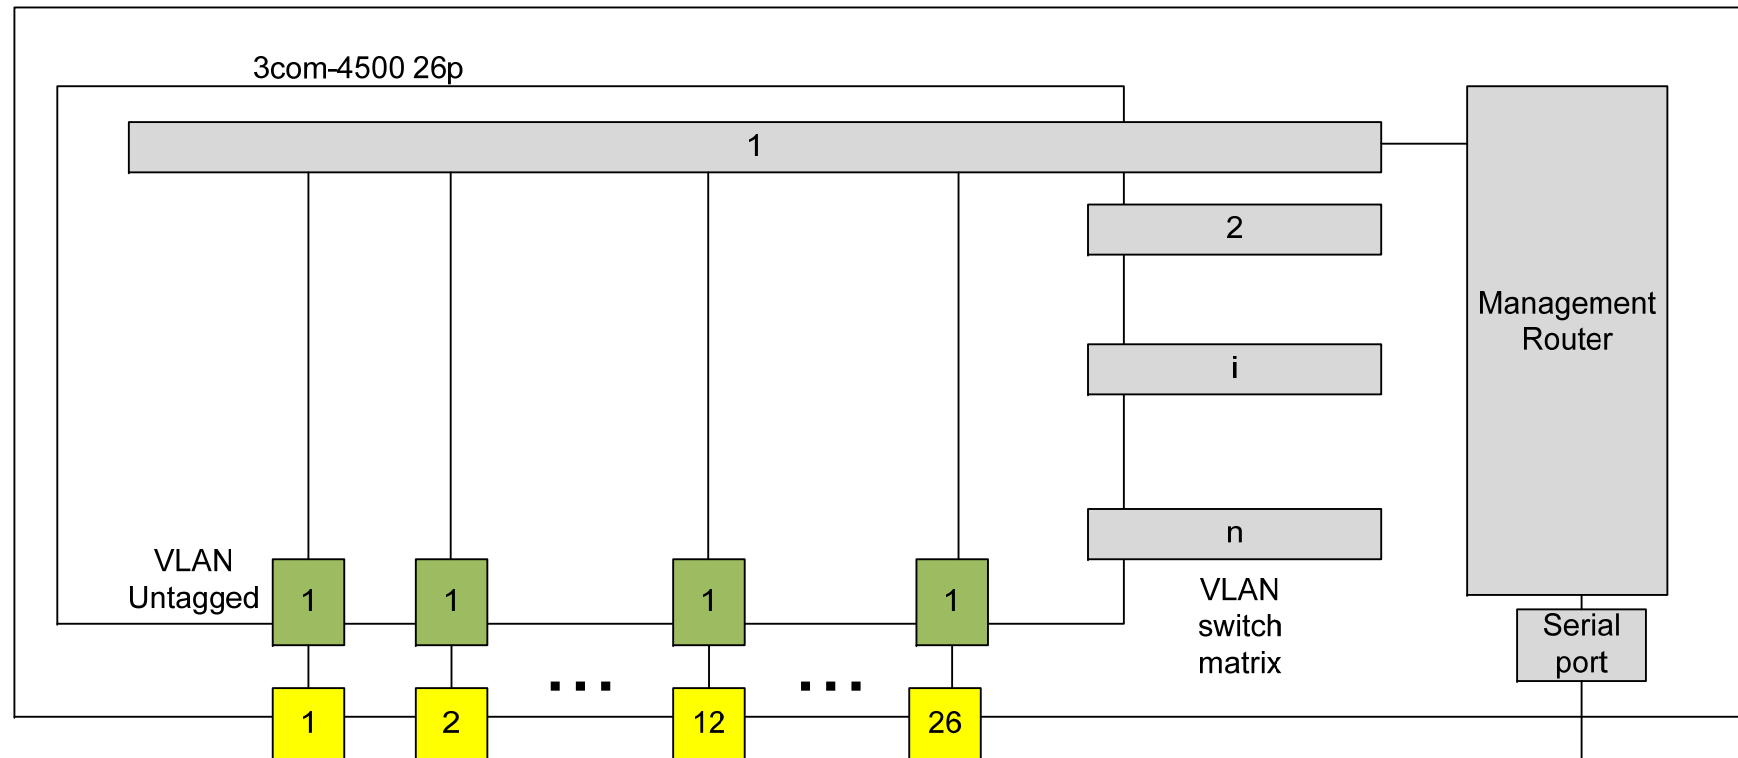 3com-4500 26p
1
2
i
n
Management
Router
VLAN
Untagged
1
1
1
1
VLAN
switch
matrix
Serial
port
...
...
1
2
12
26